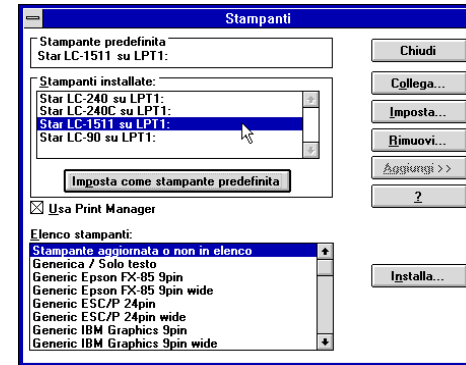 Stampanti
Stampante predefinita
Star LC-1511 su LPT1:
Stampanti installate:
Star LC-240 su LPT1:
Star LC-240C su LPT1:
Star LC-1511 su LPT1:
Star LC-90 su LPT1:
Imposta come stampante predefinita
Usa Print Manager
Elenco stampanti:
Stampante aggiornata o non in elenco
Generica / Solo testo
Generic Epson FX-85 9pin
Generic Epson FX-85 9pin wide
Generic ESC/P 24pin
Generic ESC/P 24pin wide
Generic IBM Graphics 9pin
Generic IBM Graphics 9pin wide
Chiudi
Collega...
Imposta...
Rimuovi...
Aggiungi >>
?
Installa...